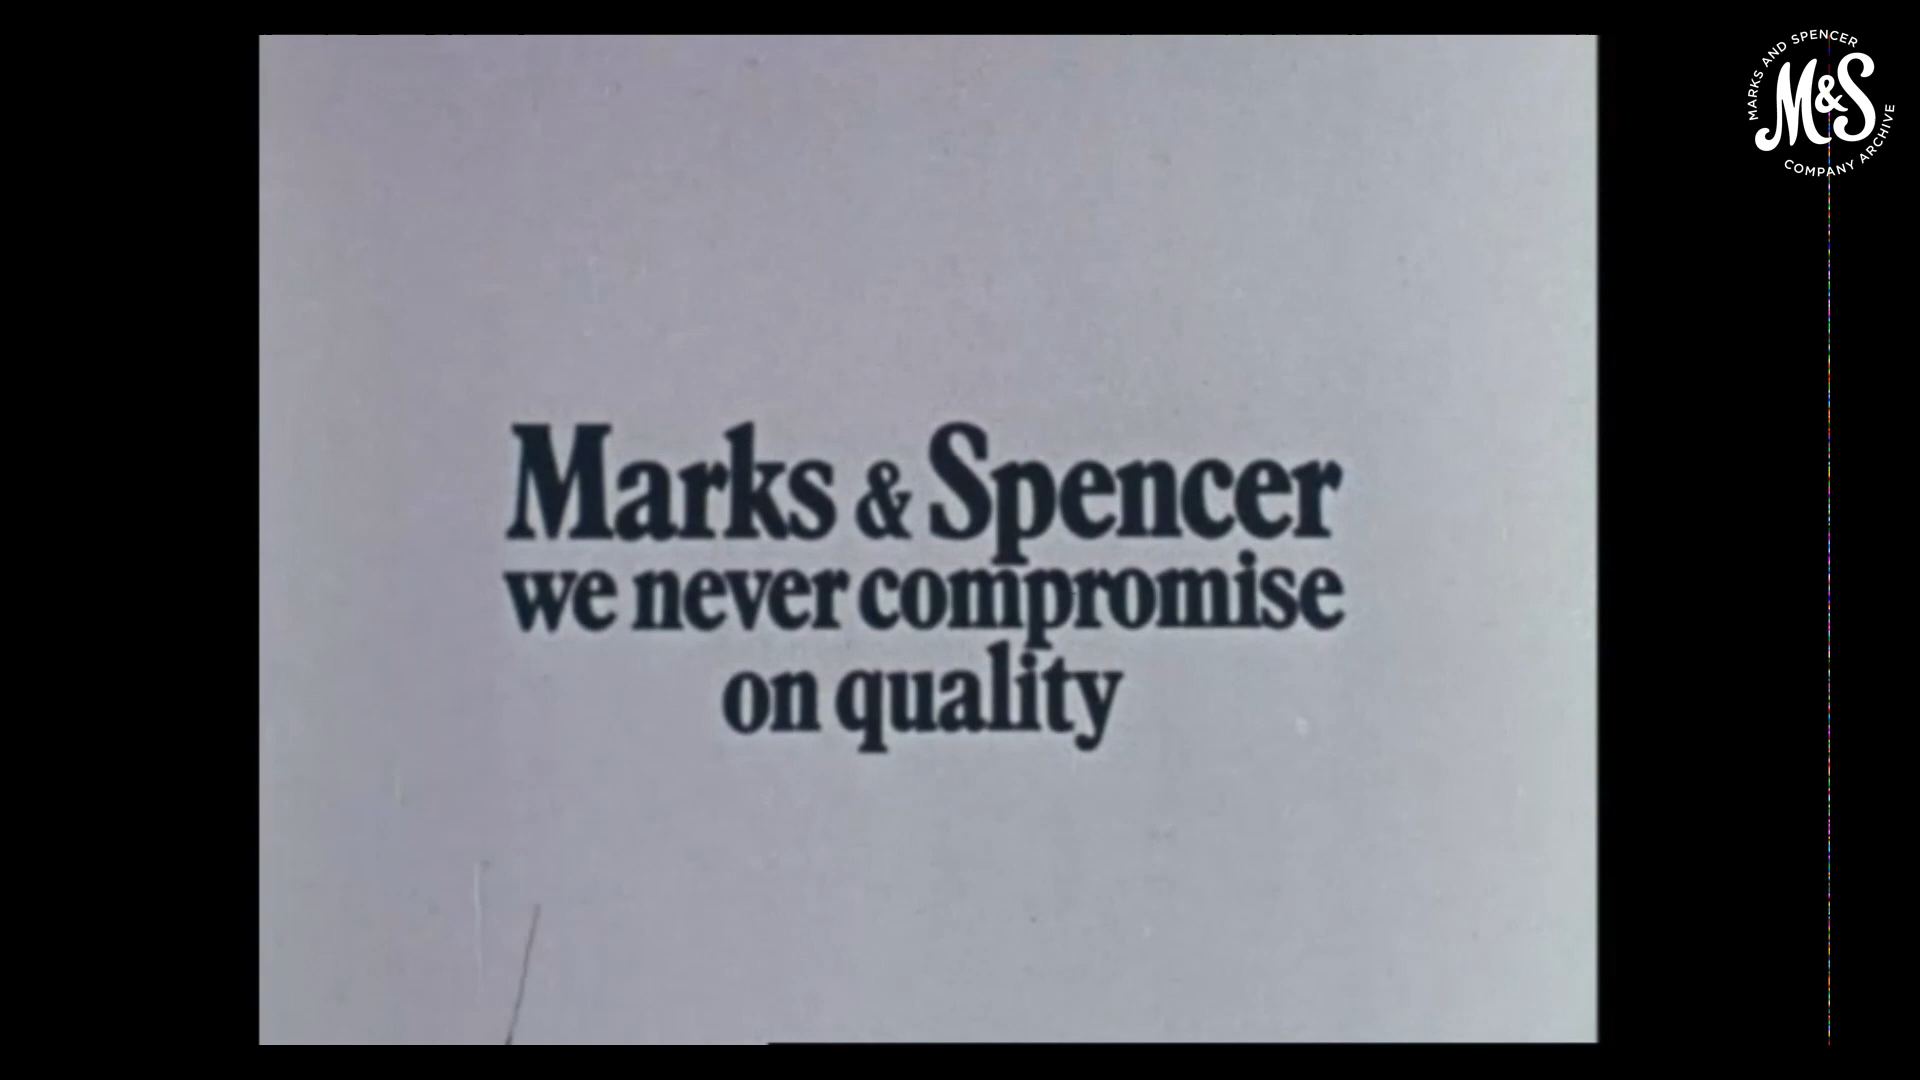 Marks & Spencer
we never compromise
on quality
MARKS AND SPENCER
M&S
COMPANY ARCHIVE